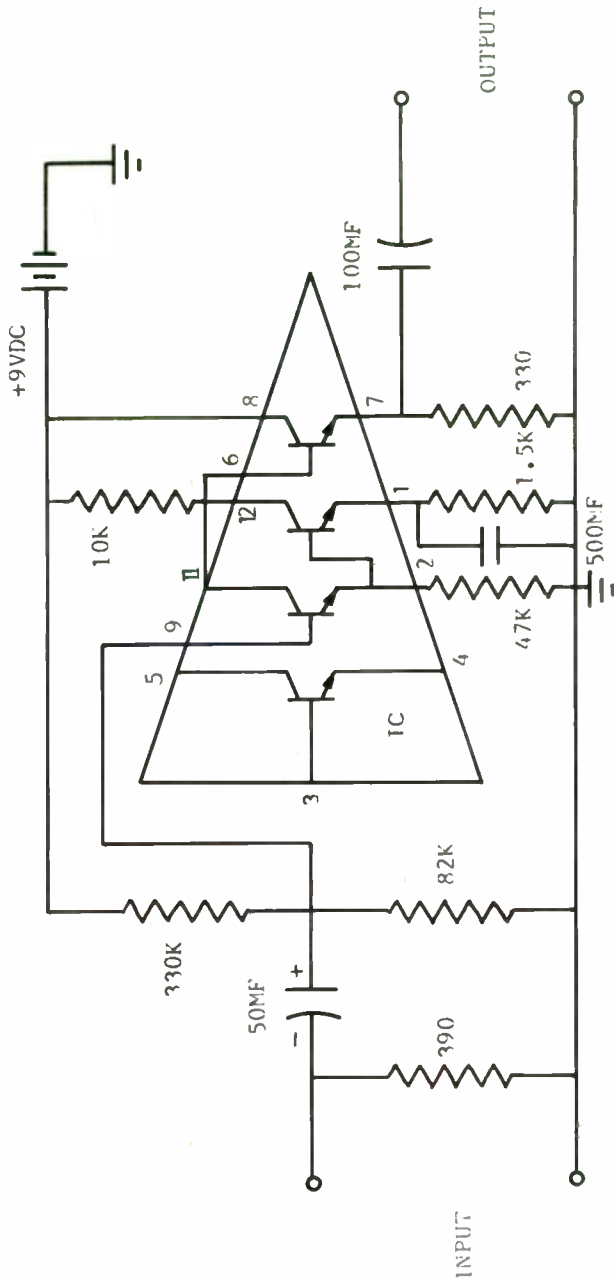 +9VDC
10K
330K
11
12
6
8
9
5
50MF
- +
3
IC
4
2
1
7
100MF
390
82K
47K
500MF
1.5K
330
INPUT
OUTPUT